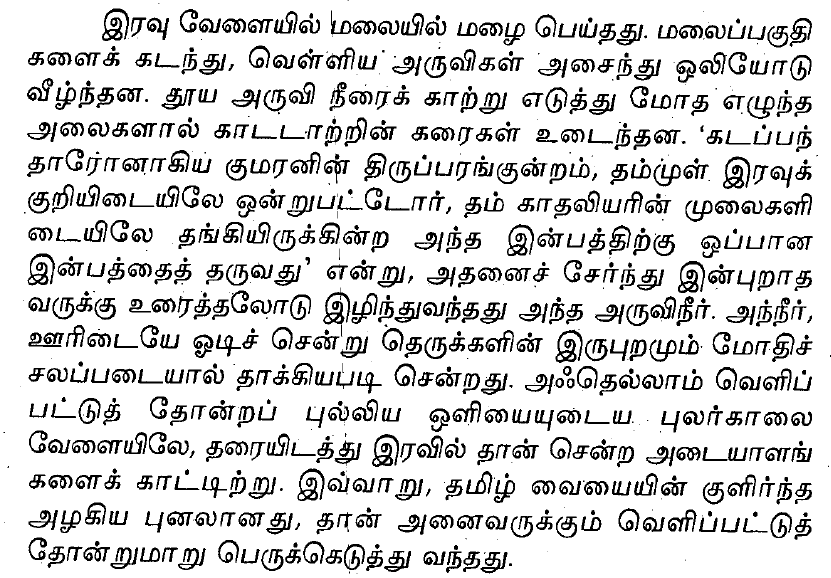 இரவு வேளையில் மலையில் மழை பெய்தது. மலைப்பகுதி
களைக் கடந்து, வெள்ளிய அருவிகள் அசைந்து ஒலியோடு
வீழ்ந்தன. தூய அருவி நீரைக் காற்று எடுத்து மோத எழுந்த
அலைகளால் காடடாற்றின் கரைகள் உடைந்தன. ‘கடப்பந்
தாரோனாகிய குமரனின் திருப்பரங்குன்றம், தம்முள் இரவுக்
குறியிடையிலே ஒன்றுபட்டோர், தம் காதலியரின் முலைகளி
டையிலே தங்கியிருக்கின்ற அந்த இன்பத்திற்கு ஒப்பான
இன்பத்தைத் தருவது’ என்று, அதனைச் சேர்ந்து இன்புறாத
வருக்கு உரைத்தலோடு இழிந்துவந்தது அந்த அருவிநீர். அந்நீர்,
ஊரிடையே ஓடிச் சென்று தெருக்களின் இருபுறமும் மோதிச்
சலப்படையால் தாக்கியபடி சென்றது. அஃதெல்லாம் வெளிப்
பட்டுத் தோன்றப் புல்லிய ஒளியையுடைய புலர்காலை
வேளையிலே, தரையிடத்து இரவில் தான் சென்ற அடையாளங்
களைக் காட்டிற்று. இவ்வாறு, தமிழ் வையையின் குளிர்ந்த
அழகிய புனலானது, தான் அனைவருக்கும் வெளிப்பட்டுத்
தோன்றுமாறு பெருக்கெடுத்து வந்தது.